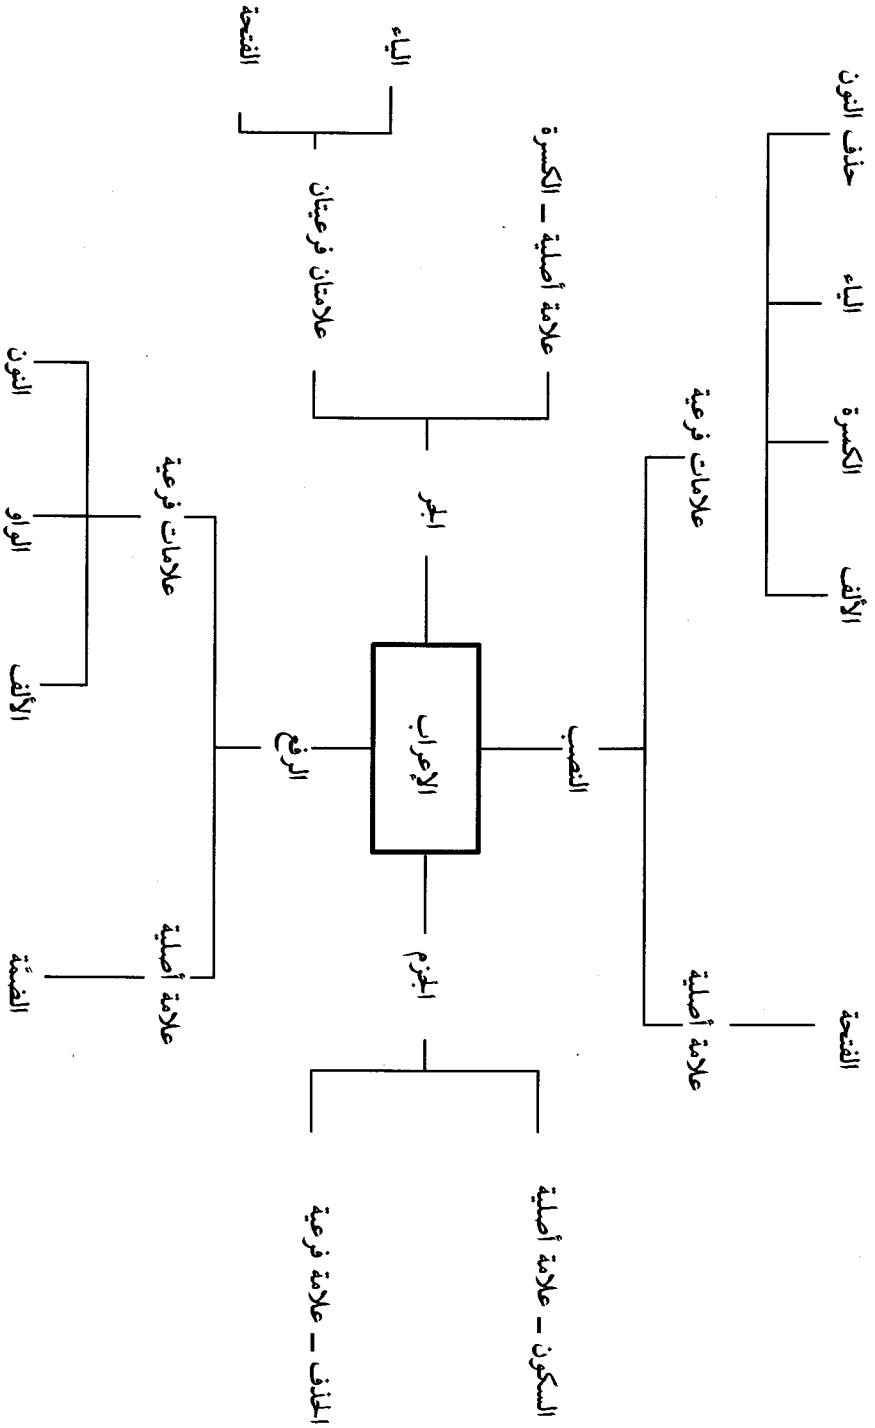 الفتحة
الألف
الكسرة
الياء
حذف النون
علامة أصلية
علامات فرعية
النصب
السكون – علامة أصلية
علامة أصلية – الكسرة
الجزم
الإعراب
الجر
الياء
الحذف – علامة فرعية
علامتان فرعيتان
الرفع
الفتحة
علامة أصلية
علامات فرعية
الضمّة
الألف
الواو
النون